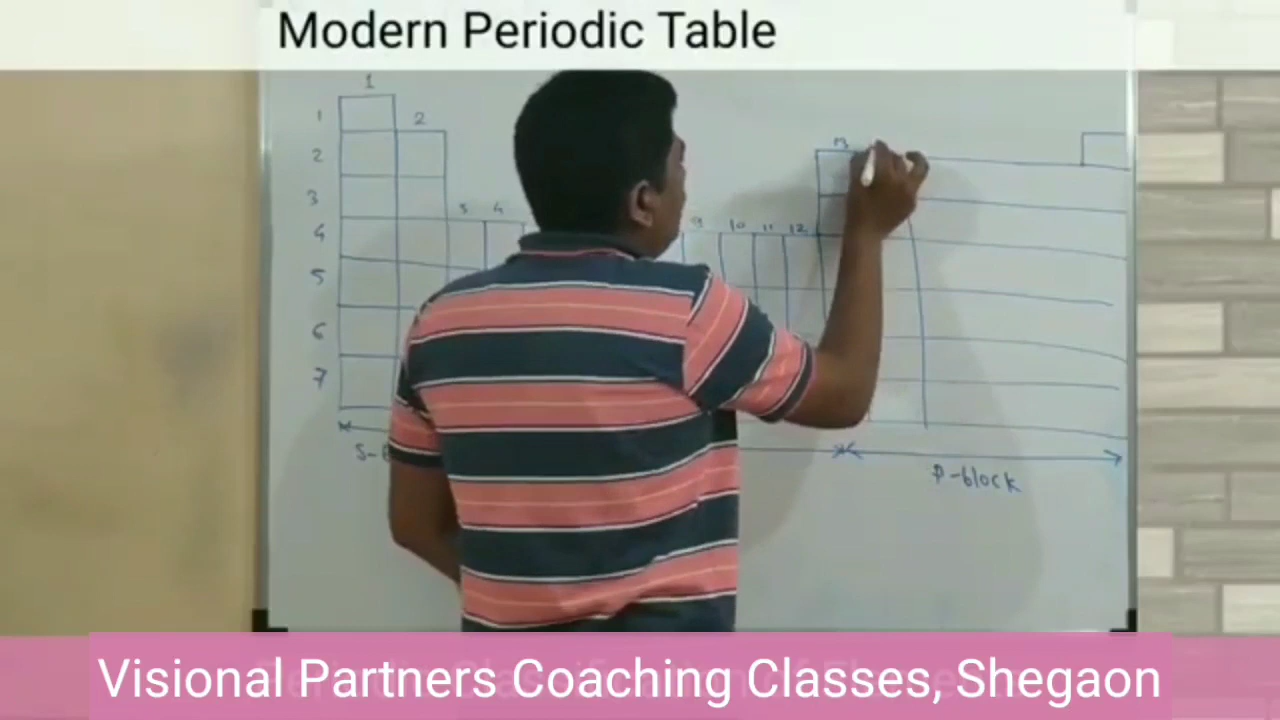 Modern Periodic Table
1
1
2
2
3
3 4 9 10 11 12 13
4
5
6
7
P-block
Visional Partners Coaching Classes, Shegaon